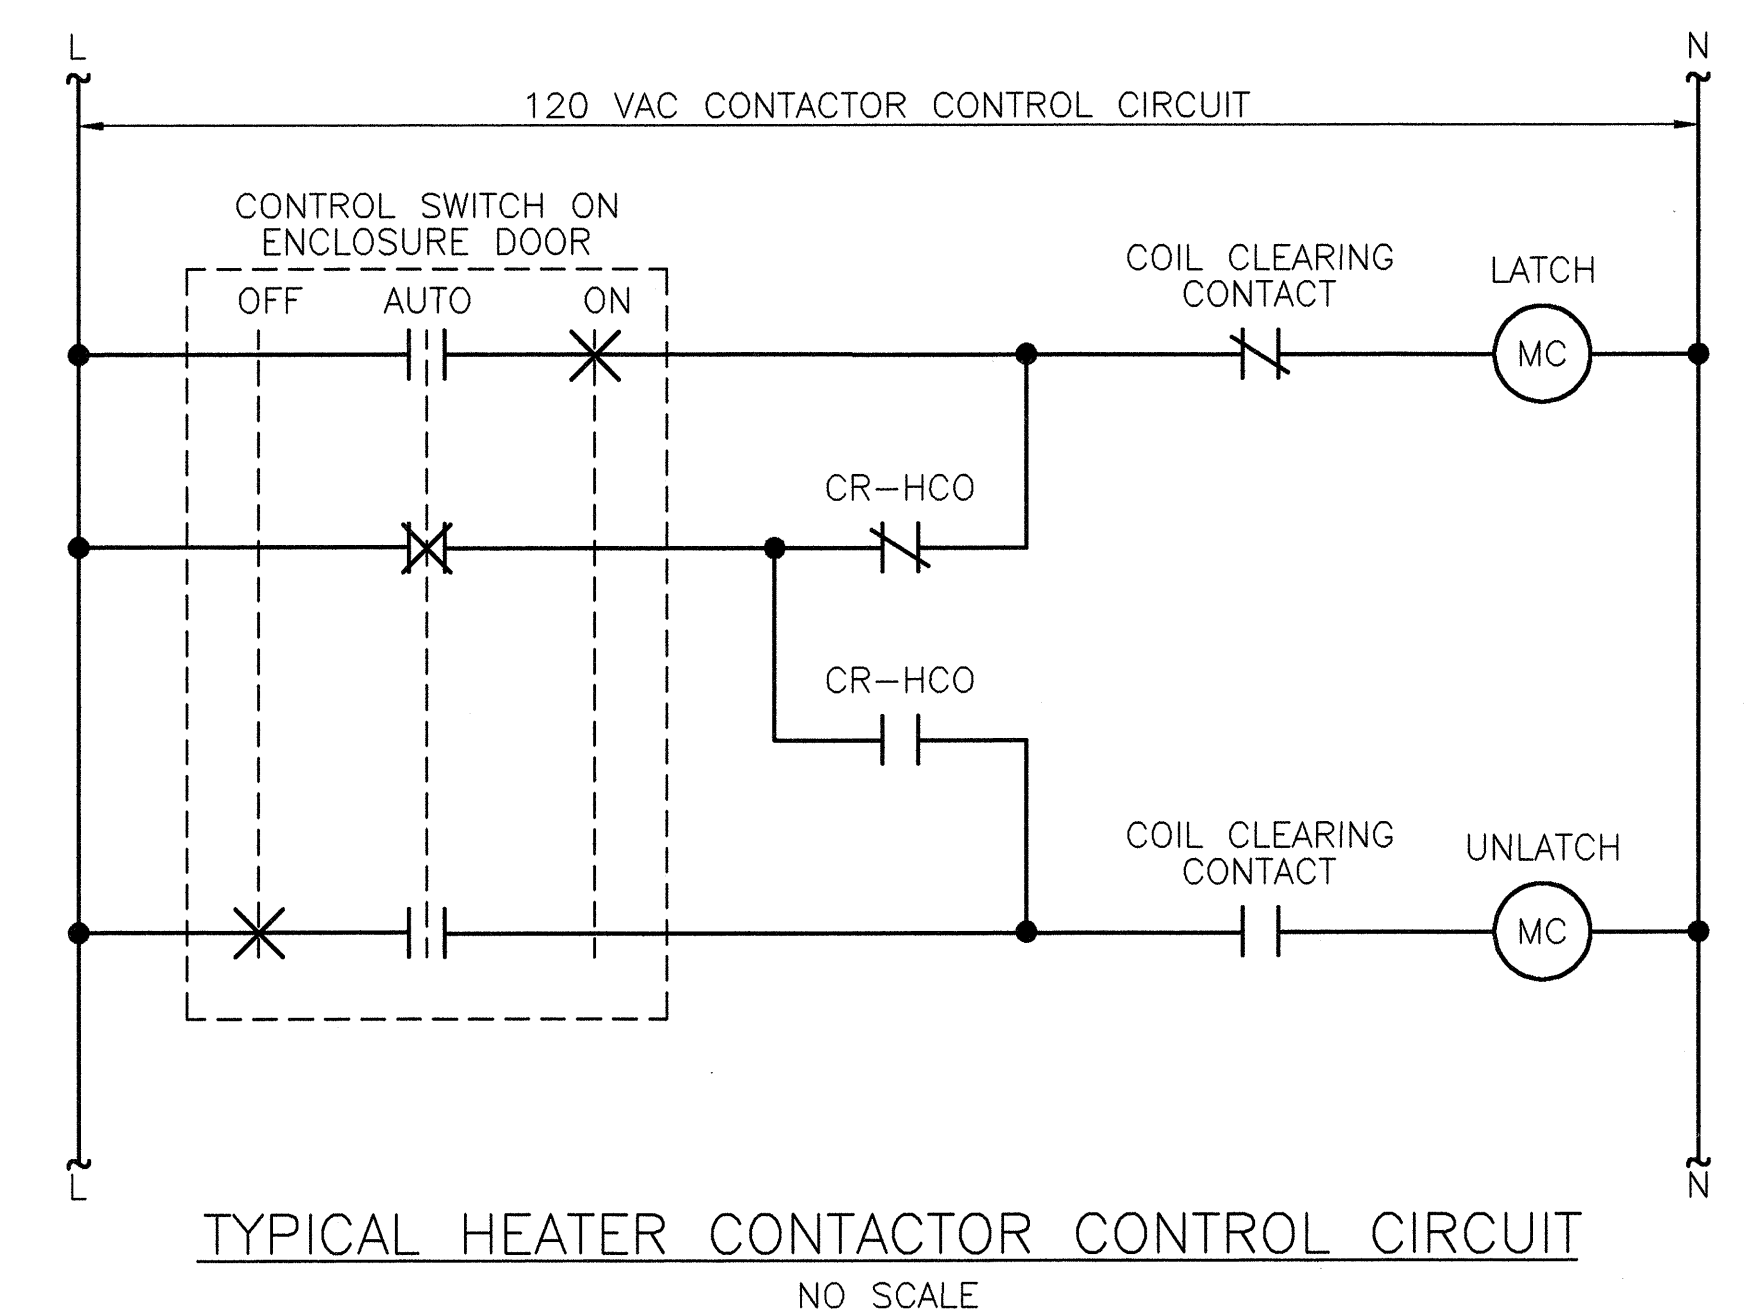 L
N
120 VAC CONTACTOR CONTROL CIRCUIT
CONTROL SWITCH ON
ENCLOSURE DOOR
OFF AUTO ON
COIL CLEARING
CONTACT
LATCH
MC
CR-HCO
CR-HCO
COIL CLEARING
CONTACT
UNLATCH
MC
L
N
TYPICAL HEATER CONTACTOR CONTROL CIRCUIT
NO SCALE